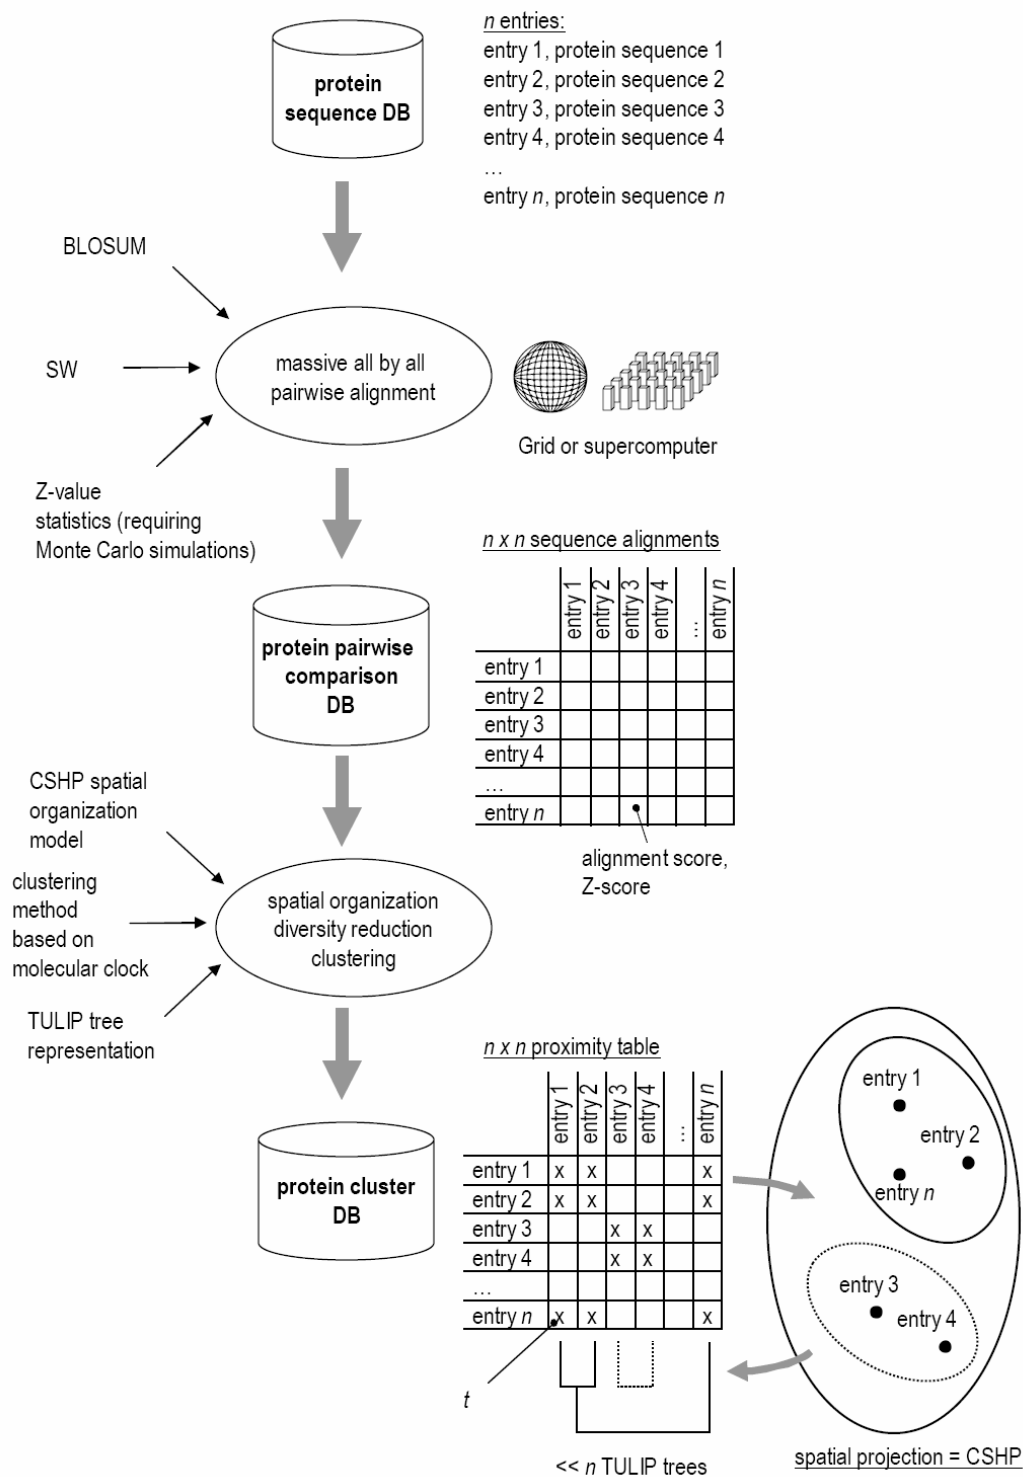 n entries:
entry 1, protein sequence 1
entry 2, protein sequence 2
entry 3, protein sequence 3
entry 4, protein sequence 4
…
entry n, protein sequence n
protein
sequence DB
BLOSUM
SW
Z-value
statistics (requiring
Monte Carlo simulations)
massive all by all
pairwise alignment
Grid or supercomputer
protein pairwise
comparison
DB
n x n sequence alignments
entry 1
entry 2
entry 3
entry 4
…
entry n
entry 1
entry 2
entry 3
entry 4
…
entry n
alignment score,
Z-score
CSHP spatial
organization
model
clustering
method
based on
molecular clock
TULIP tree
representation
spatial organization
diversity reduction
clustering
protein cluster
DB
n x n proximity table
entry 1
entry 2
entry 3
entry 4
…
entry n
entry 1 x x x
entry 2 x x x
entry 3 x x
entry 4 x x
…
entry n x x x
t
<< n TULIP trees
entry 1
entry 2
entry n
entry 3
entry 4
spatial projection = CSHP